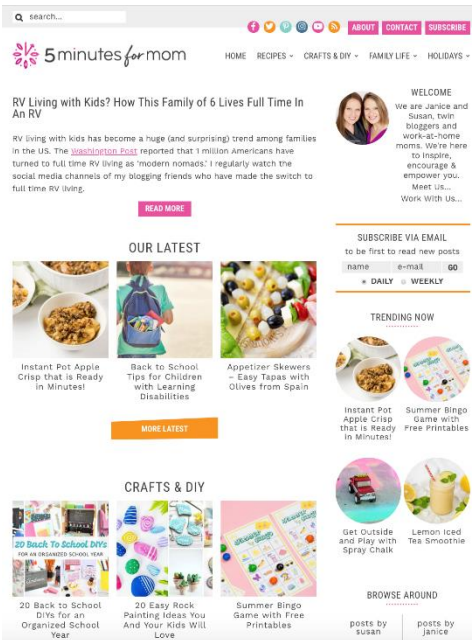 search...
ABOUT
CONTACT
SUBSCRIBE
5 minutes for mom
HOME
RECIPES
CRAFTS & DIY
FAMILY LIFE
HOLIDAYS
RV Living with Kids? How This Family of 6 Lives Full Time In
An RV
RV living with kids has become a huge (and surprising) trend among families
in the US. The Washington Post reported that 1 million Americans have
turned to full time RV living as 'modern nomads.' I regularly watch the
social media channels of my blogging friends who have made the switch to
full time RV living.
READ MORE
OUR LATEST
Instant Pot Apple
Crisp that is Ready
in Minutes!
Back to School
Tips for Children
with Learning
Disabilities
Appetizer Skewers
– Easy Tapas with
Olives from Spain
MORE LATEST
CRAFTS & DIY
20 Back To School DIYs
FOR AN ORGANIZED SCHOOL YEAR
20 Back to School
DIYs for an
Organized School
Year
20 Easy Rock
Painting Ideas You
And Your Kids Will
Love
Summer Bingo
Game with Free
Printables
WELCOME
We are Janice and
Susan, twin
bloggers and
work-at-home
moms. We're here
to inspire,
encourage &
empower you.
Meet Us...
Work With Us...
SUBSCRIBE VIA EMAIL
to be first to read new posts
name
e-mail
GO
DAILY
WEEKLY
TRENDING NOW
Instant Pot
Apple Crisp
that is Ready
in Minutes!
Summer Bingo
Game with
Free Printables
Get Outside
and Play with
Spray Chalk
Lemon Iced
Tea Smoothie
BROWSE AROUND
posts by
susan
posts by
janice